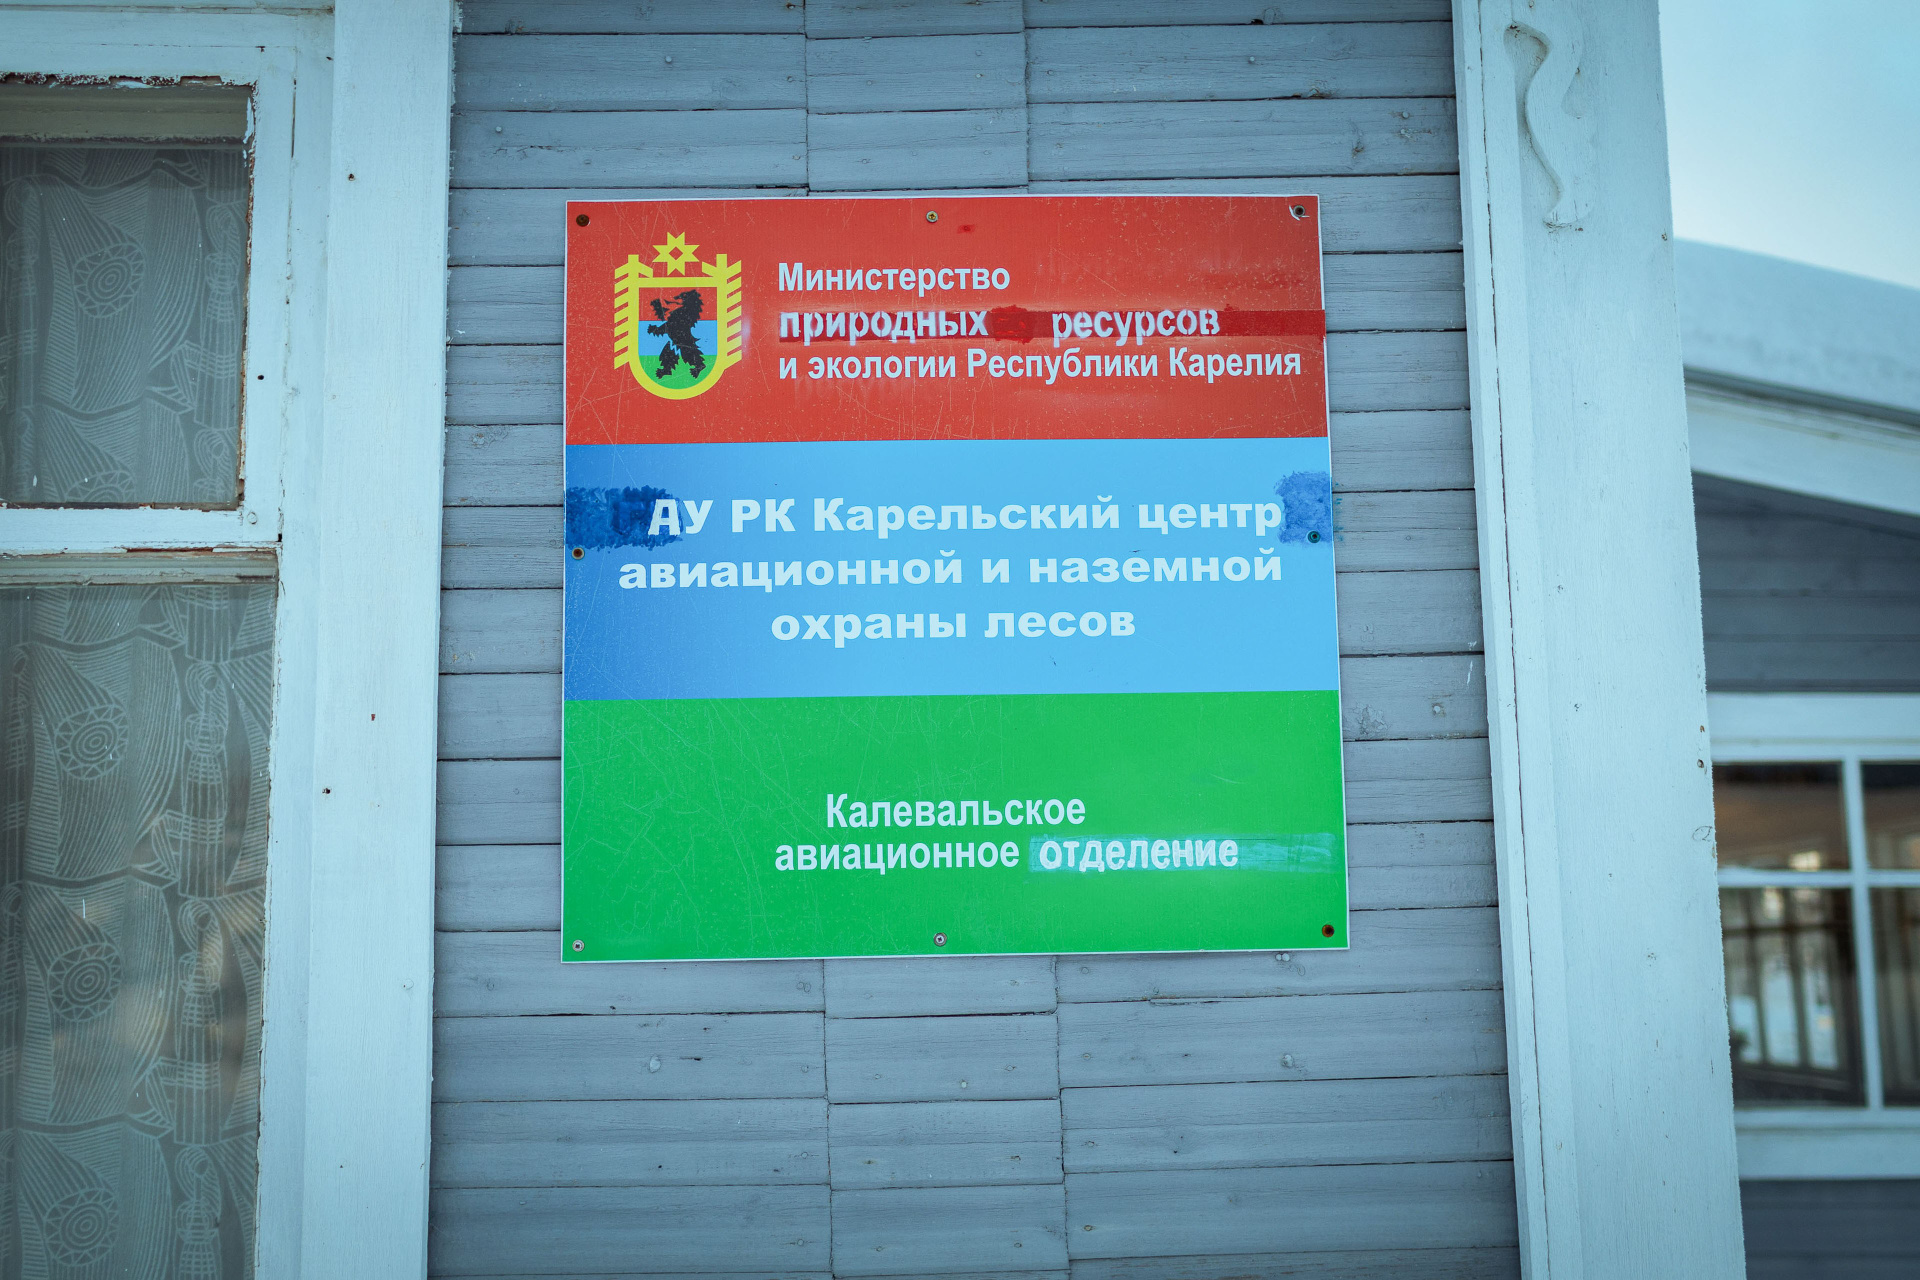 Министерство
природных ресурсов
и экологии Республики Карелия
АУ РК Карельский центр
авиационной и наземной
охраны лесов
Калевальское
авиационное отделение